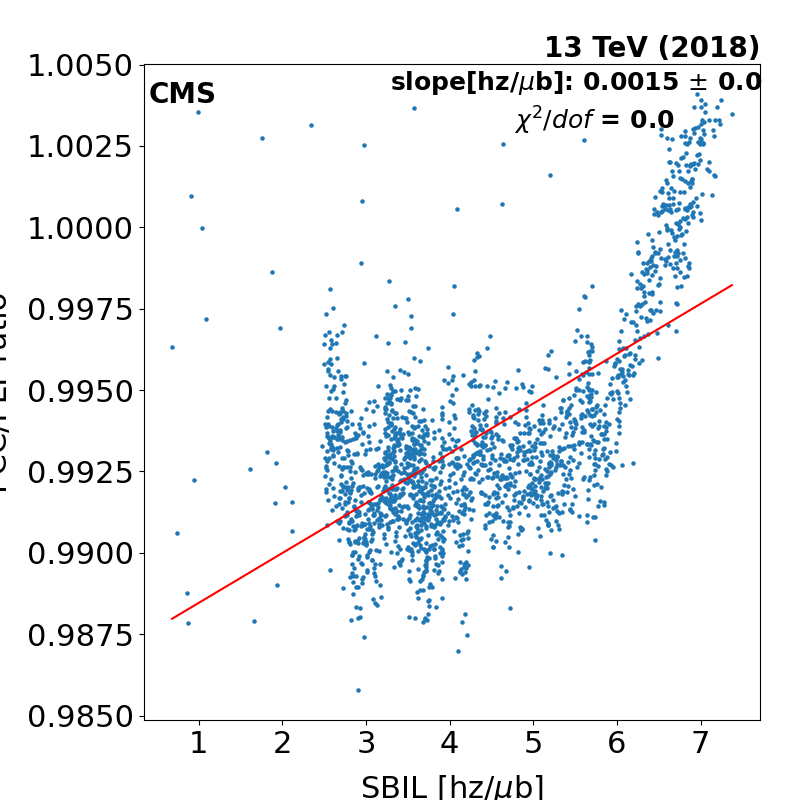 13 TeV (2018)
CMS
slope[hz/μb]: 0.0015 ± 0.0
χ²/dof = 0.0
1.0050
1.0025
1.0000
0.9975
0.9950
0.9925
0.9900
0.9875
0.9850
1 2 3 4 5 6 7
SBIL [hz/μb]